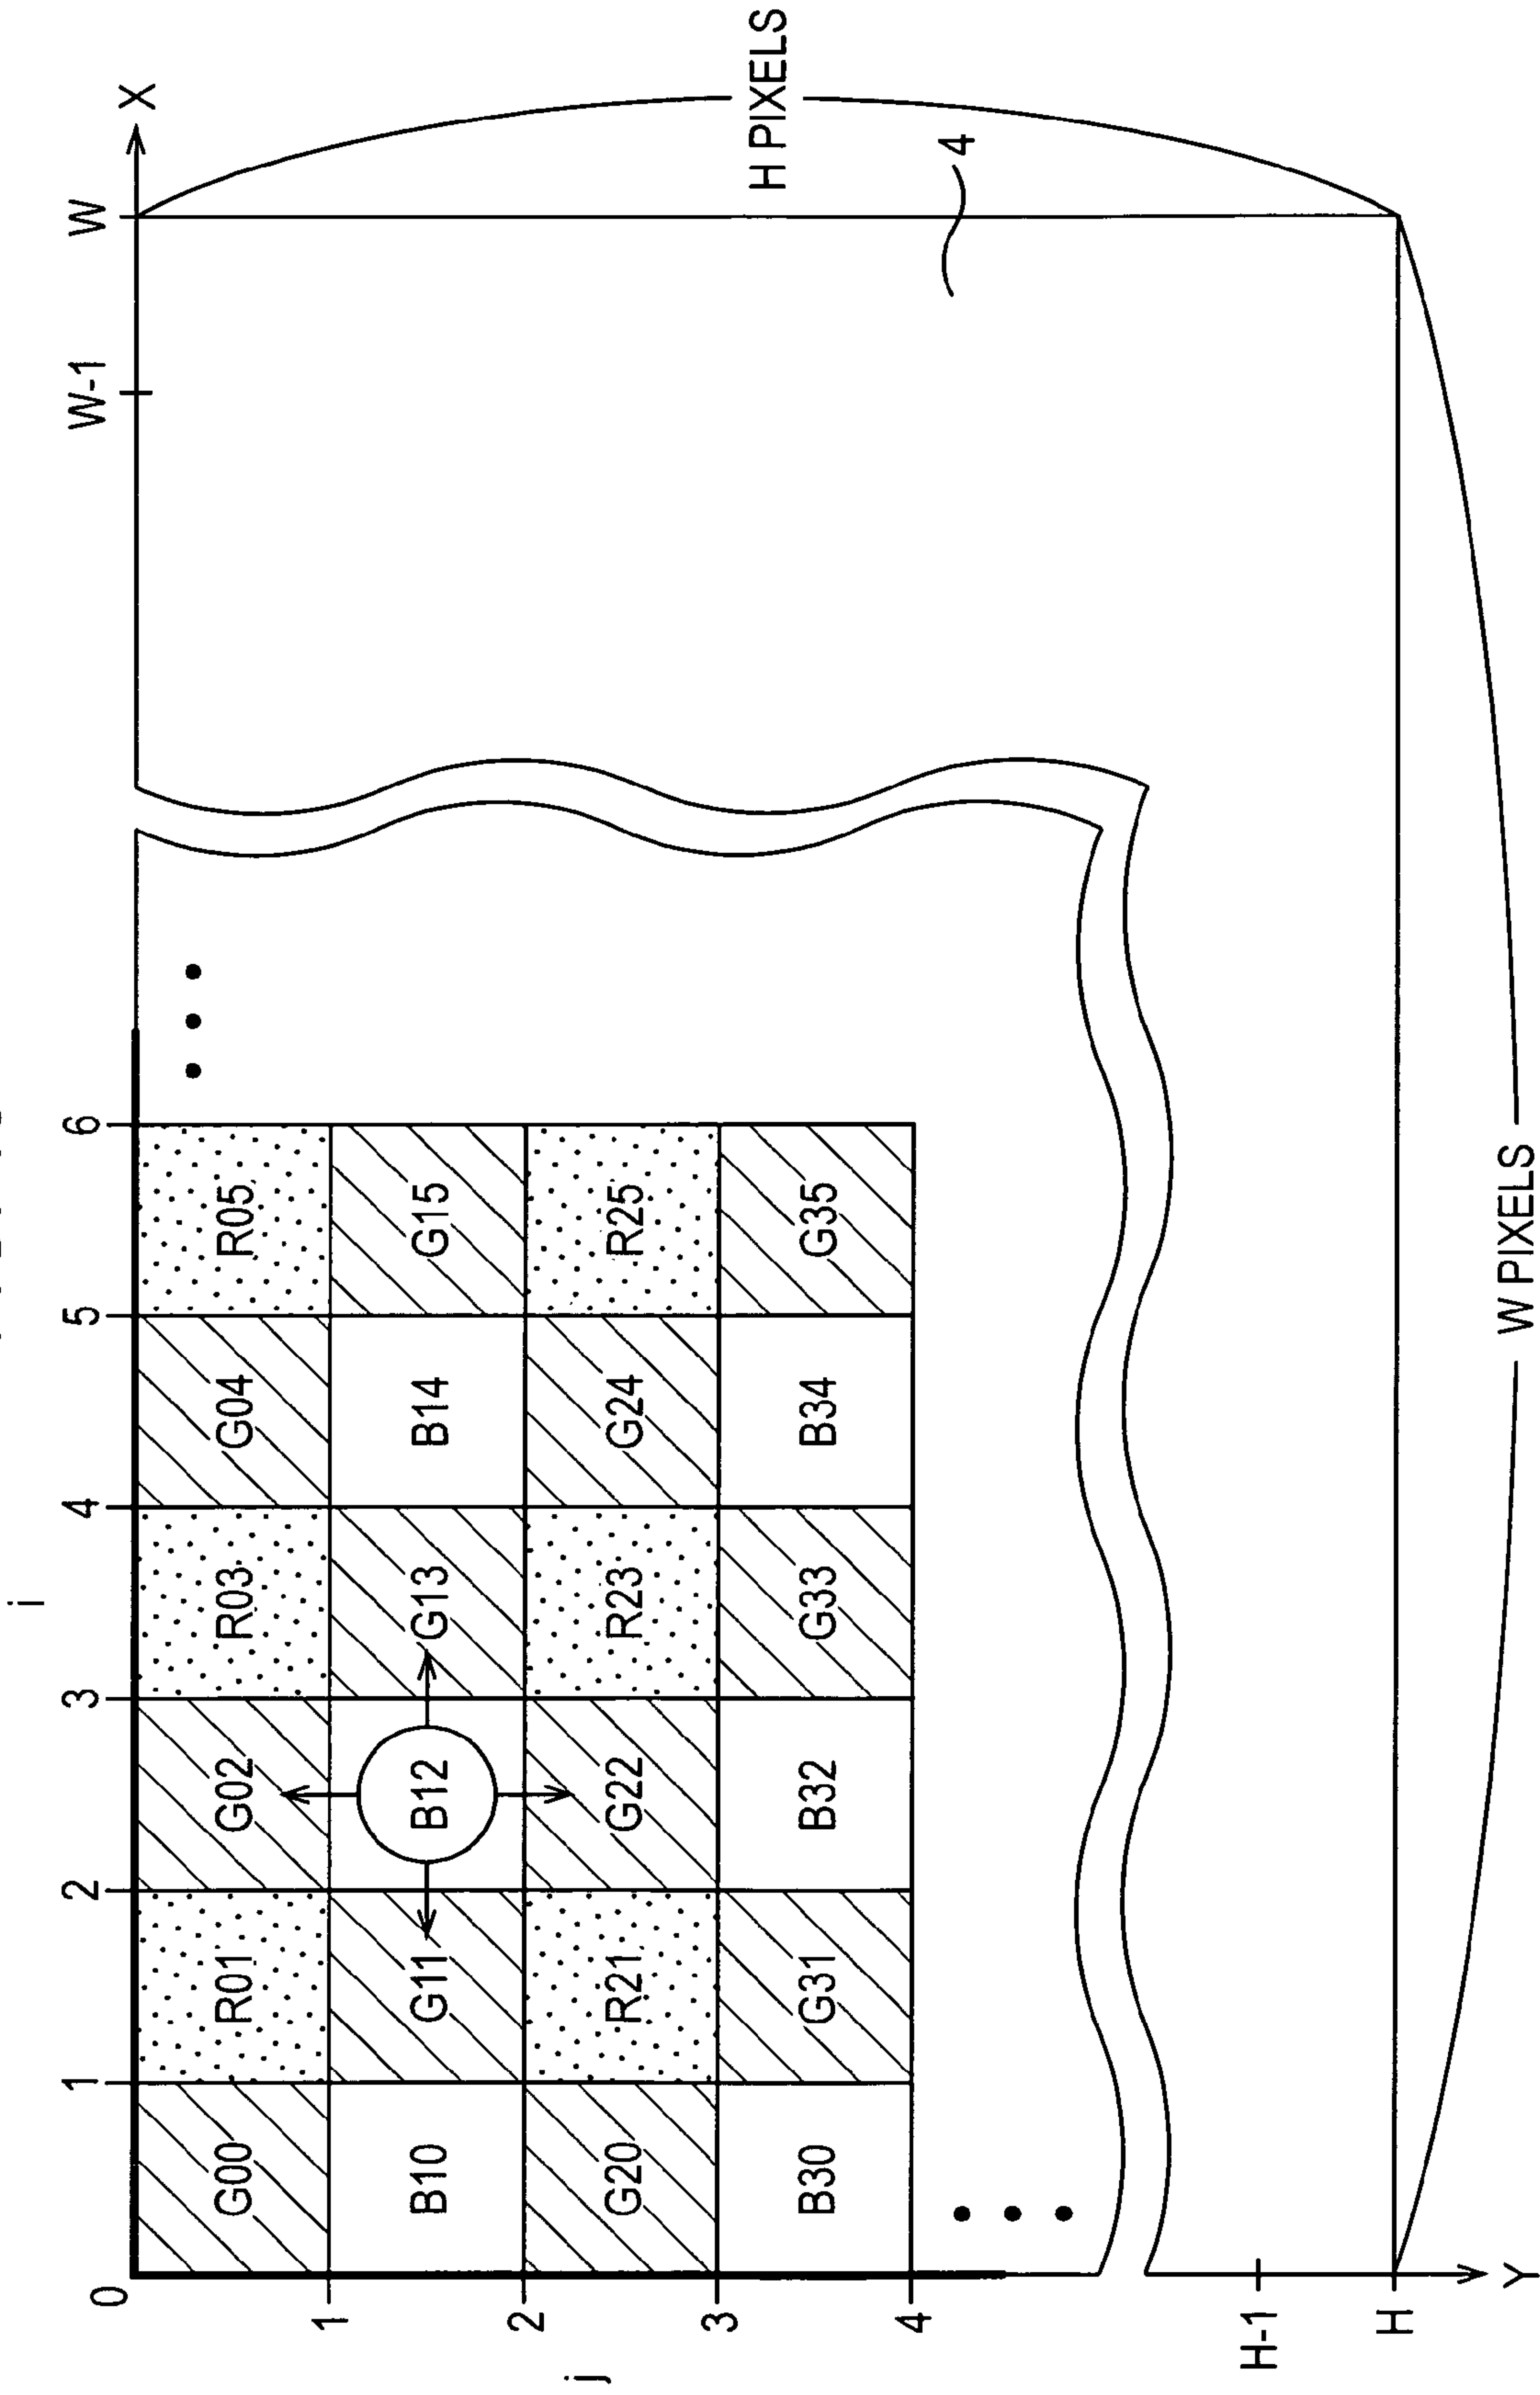 i
0 1 2 3 4 5 6 W-1 W X
j
G00 R01 G02 R03 G04 R05
1
B10 G11 B12 G13 B14 G15
2
G20 R21 G22 R23 G24 R25
3
B30 G31 B32 G33 B34 G35
4
H PIXELS
4
H-1
H
Y
W PIXELS